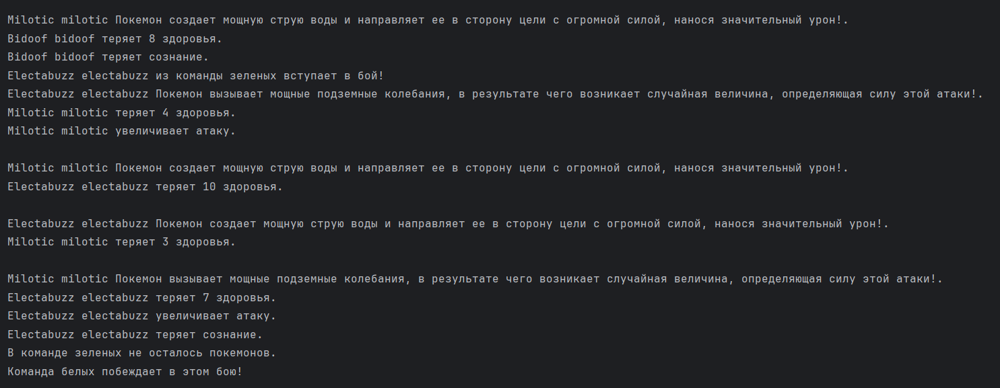 Milotic milotic Покемон создает мощную струю воды и направляет ее в сторону цели с огромной силой, нанося значительный урон!.
Bidoof bidoof теряет 8 здоровья.
Bidoof bidoof теряет сознание.
Electabuzz electabuzz из команды зеленых вступает в бой!
Electabuzz electabuzz Покемон вызывает мощные подземные колебания, в результате чего возникает случайная величина, определяющая силу этой атаки!.
Milotic milotic теряет 4 здоровья.
Milotic milotic увеличивает атаку.
Milotic milotic Покемон создает мощную струю воды и направляет ее в сторону цели с огромной силой, нанося значительный урон!.
Electabuzz electabuzz теряет 10 здоровья.
Electabuzz electabuzz Покемон создает мощную струю воды и направляет ее в сторону цели с огромной силой, нанося значительный урон!.
Milotic milotic теряет 3 здоровья.
Milotic milotic Покемон вызывает мощные подземные колебания, в результате чего возникает случайная величина, определяющая силу этой атаки!.
Electabuzz electabuzz теряет 7 здоровья.
Electabuzz electabuzz увеличивает атаку.
Electabuzz electabuzz теряет сознание.
В команде зеленых не осталось покемонов.
Команда белых побеждает в этом бою!